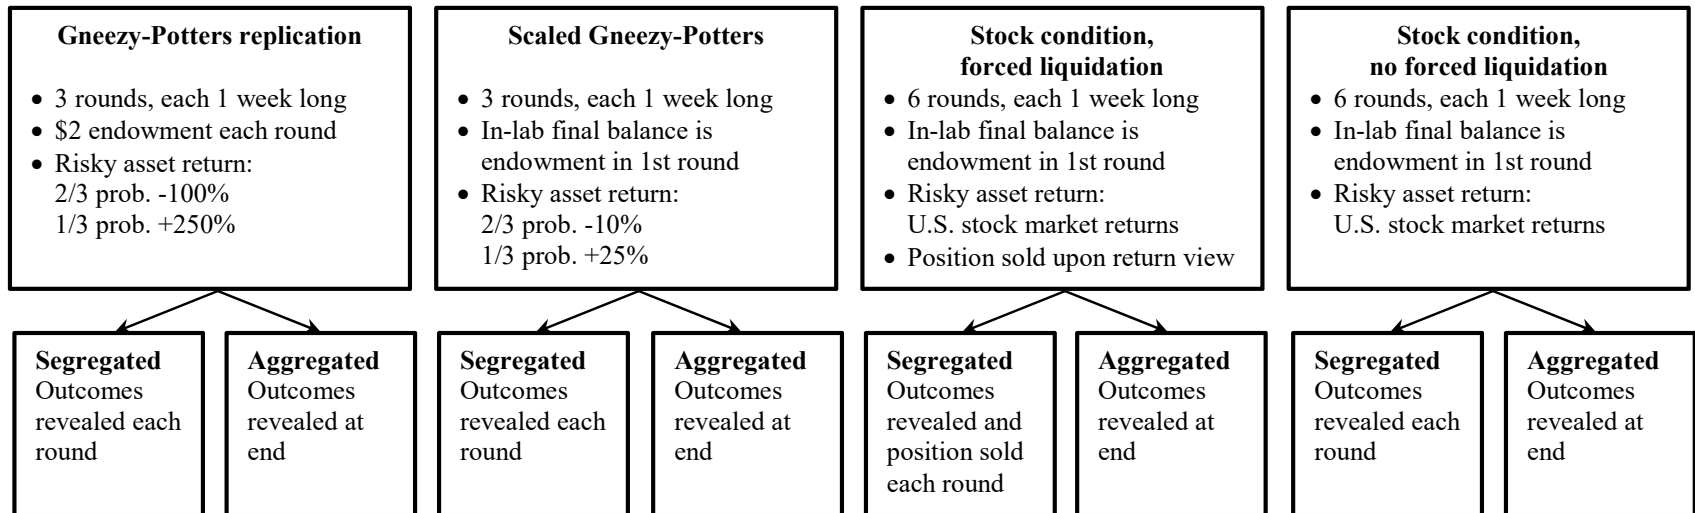 Gneezy-Potters replication
• 3 rounds, each 1 week long
• $2 endowment each round
• Risky asset return:
2/3 prob. -100%
1/3 prob. +250%
Scaled Gneezy-Potters
• 3 rounds, each 1 week long
• In-lab final balance is
endowment in 1st round
• Risky asset return:
2/3 prob. -10%
1/3 prob. +25%
Stock condition,
forced liquidation
• 6 rounds, each 1 week long
• In-lab final balance is
endowment in 1st round
• Risky asset return:
U.S. stock market returns
• Position sold upon return view
Stock condition,
no forced liquidation
• 6 rounds, each 1 week long
• In-lab final balance is
endowment in 1st round
• Risky asset return:
U.S. stock market returns
Segregated
Outcomes
revealed each
round
Aggregated
Outcomes
revealed at
end
Segregated
Outcomes
revealed each
round
Aggregated
Outcomes
revealed at
end
Segregated
Outcomes
revealed and
position sold
each round
Aggregated
Outcomes
revealed at
end
Segregated
Outcomes
revealed each
round
Aggregated
Outcomes
revealed at
end